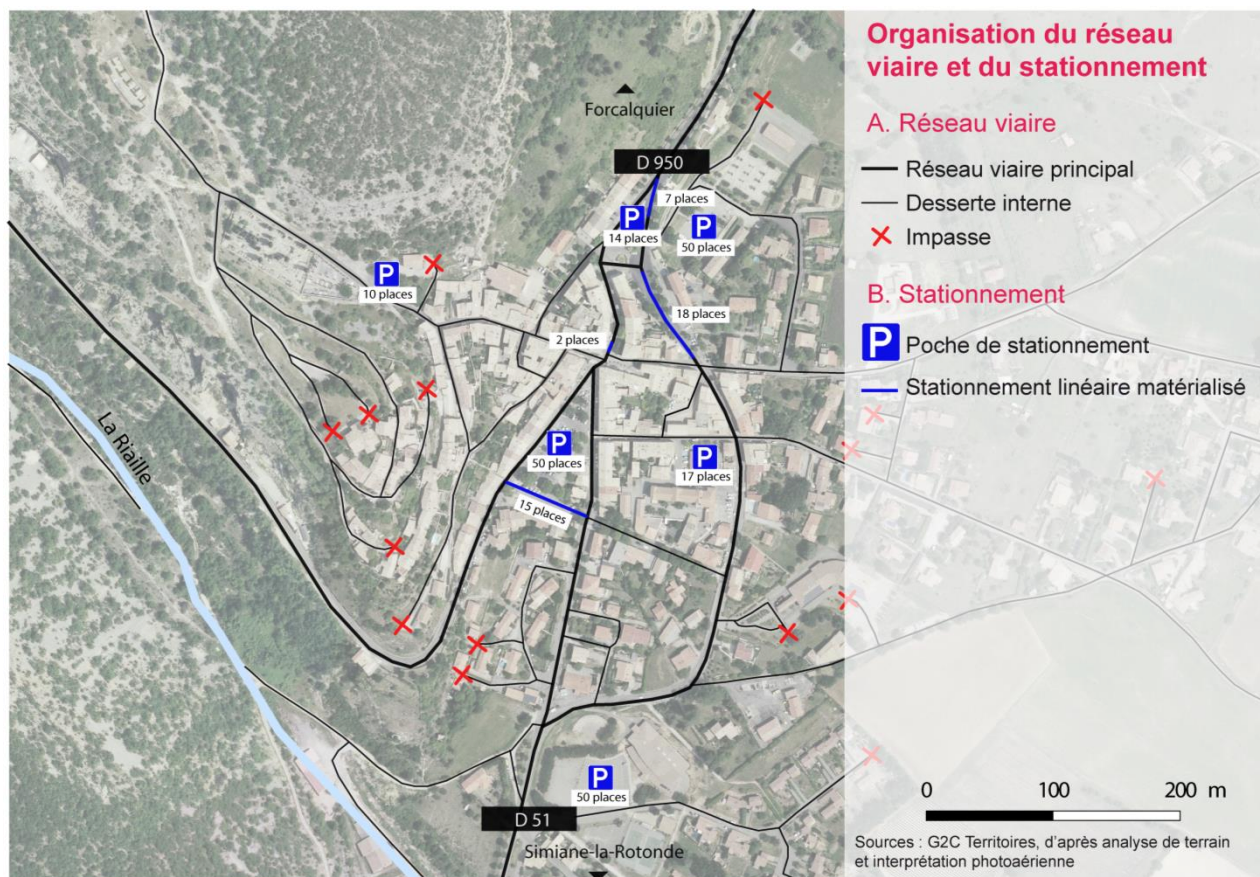 Organisation du réseau
viaire et du stationnement
A. Réseau viaire
Réseau viaire principal
Desserte interne
Impasse
B. Stationnement
P Poche de stationnement
Stationnement linéaire matérialisé
Forcalquier
D 950
7 places
P
14 places
P
50 places
P
10 places
18 places
2 places
La Riaille
P
50 places
P
17 places
15 places
P
50 places
D 51
Simiane-la-Rotonde
0 100 200 m
Sources : G2C Territoires, d'après analyse de terrain
et interprétation photoaérienne